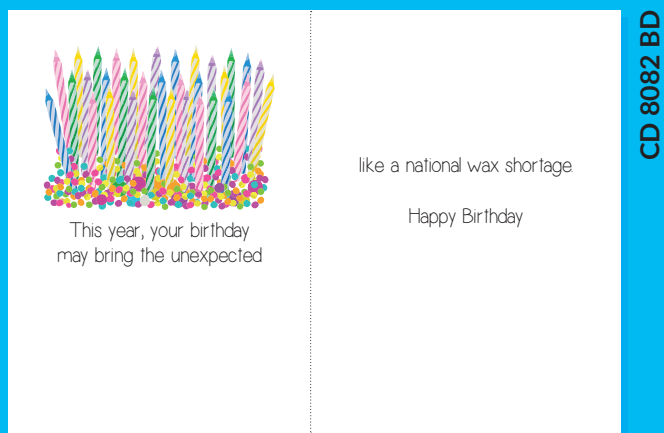 This year, your birthday
may bring the unexpected
like a national wax shortage
Happy Birthday
CD 8082 BD